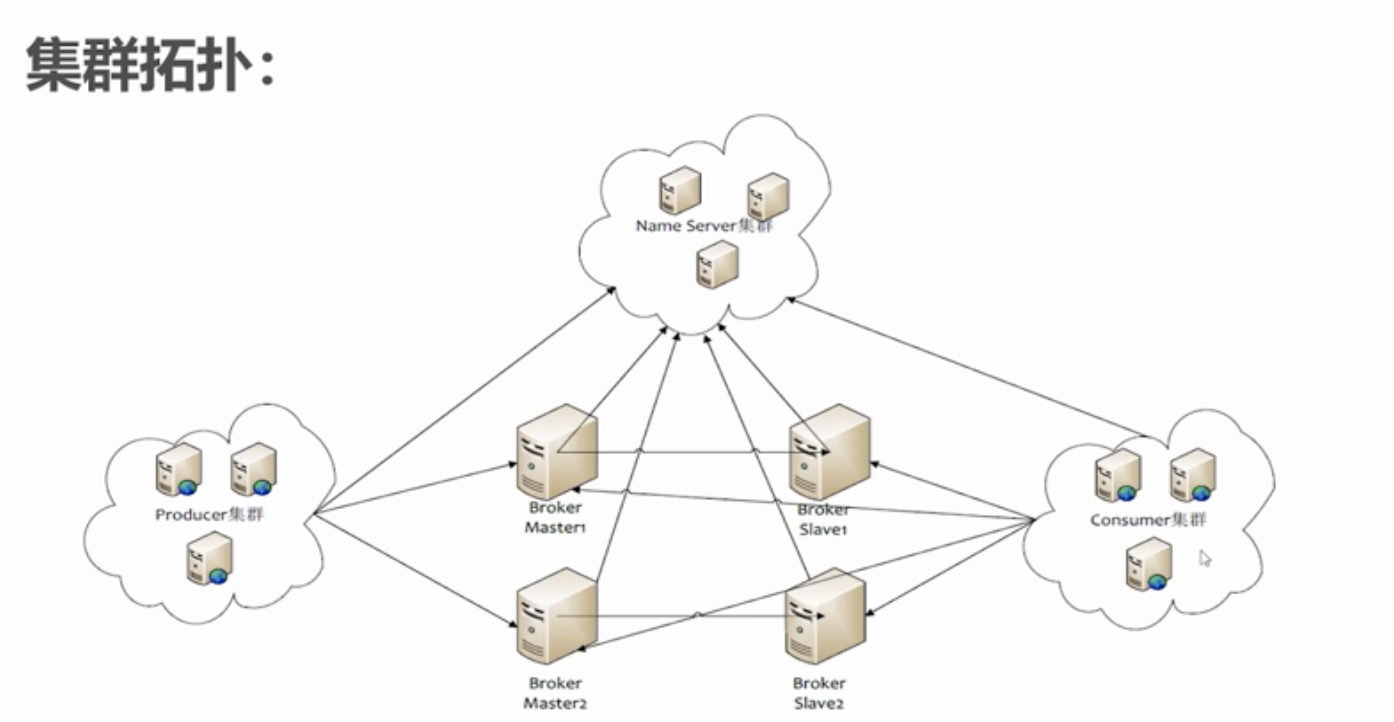 集群拓扑：
Name Server集群
Producer集群
Consumer集群
Broker
Master1
Broker
Slave1
Broker
Master2
Broker
Slave2